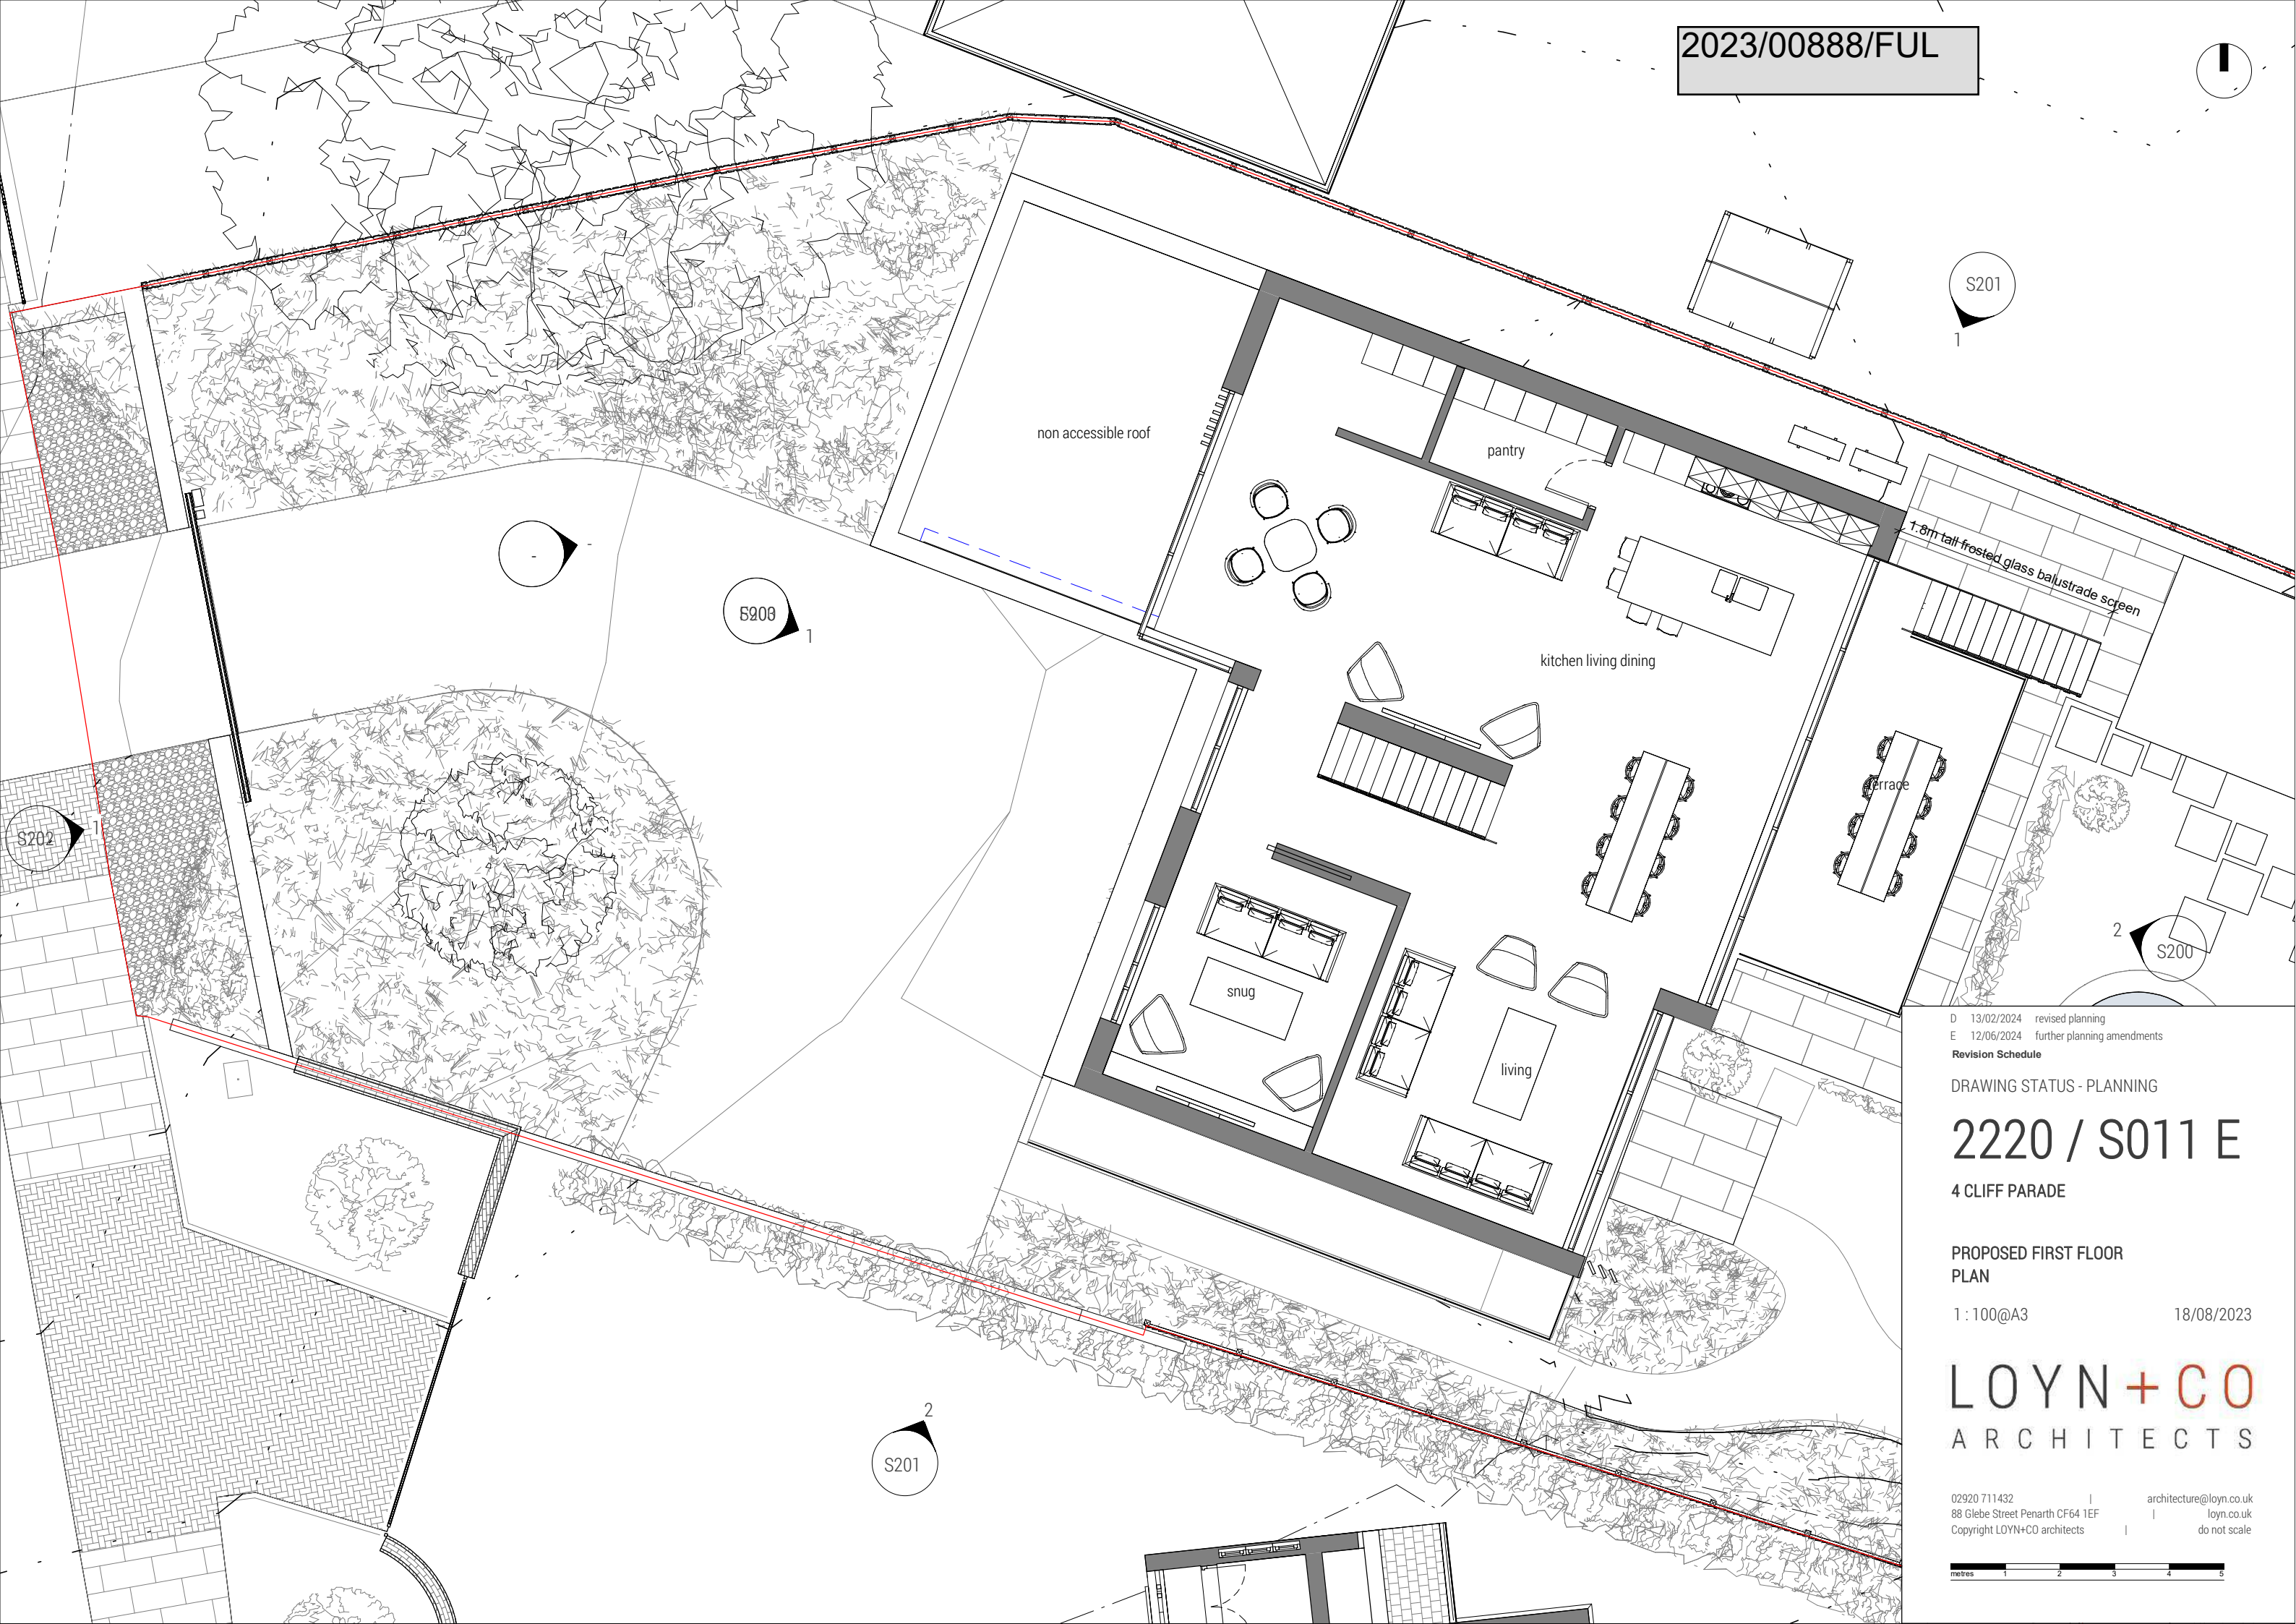 2023/00888/FUL
S201
1
non accessible roof
pantry
1.8m tall frosted glass balustrade screen
1
kitchen living dining
terrace
S202
1
2
S200
snug
living
2
S201
D 13/02/2024 revised planning
E 12/06/2024 further planning amendments
Revision Schedule
DRAWING STATUS - PLANNING
2220 / S011 E
4 CLIFF PARADE
PROPOSED FIRST FLOOR
PLAN
1 : 100@A3 18/08/2023
LOYN+CO
ARCHITECTS
02920 711432 | architecture@loyn.co.uk
88 Glebe Street Penarth CF64 1EF | loyn.co.uk
Copyright LOYN+CO architects | do not scale
metres 1 2 3 4 5